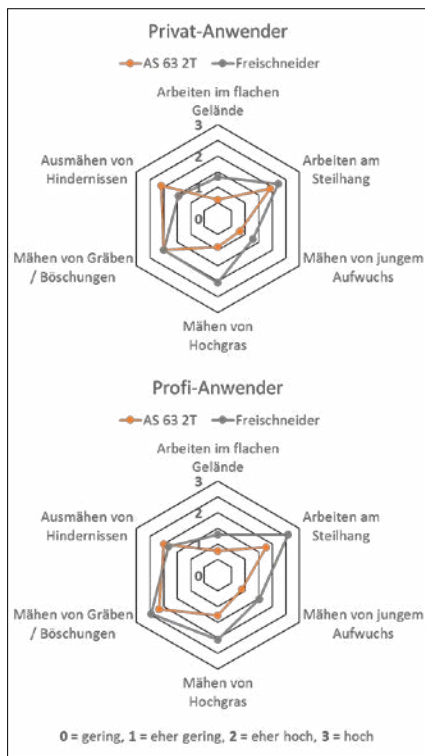 Privat-Anwender
AS 63 2T Freischneider
Arbeiten im flachen
Gelände
3
2
1
0
Ausmähen von
Hindernissen
Arbeiten am
Steilhang
Mähen von Gräben
/ Böschungen
Mähen von jungem
Aufwuchs
Mähen von
Hochgras
Profi-Anwender
AS 63 2T Freischneider
Arbeiten im flachen
Gelände
3
2
1
0
Ausmähen von
Hindernissen
Arbeiten am
Steilhang
Mähen von Gräben
/ Böschungen
Mähen von jungem
Aufwuchs
Mähen von
Hochgras
0 = gering, 1 = eher gering, 2 = eher hoch, 3 = hoch